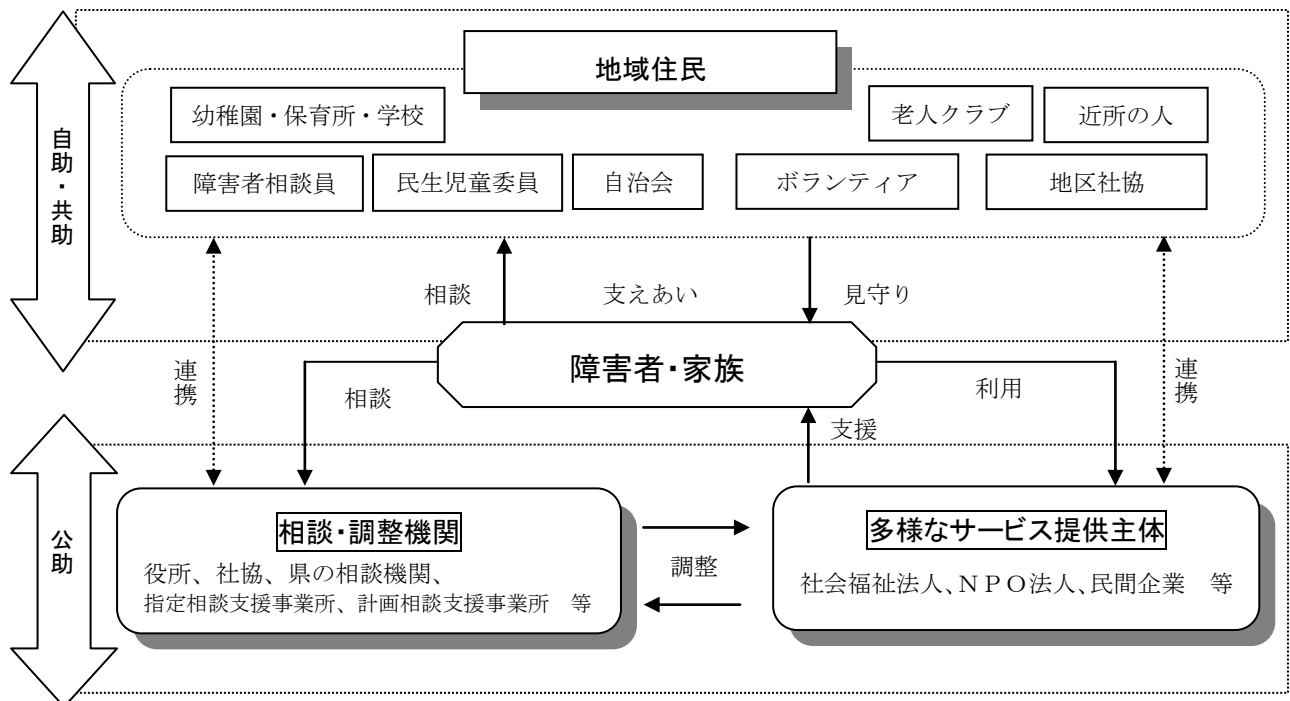 地域住民
幼稚園・保育所・学校
老人クラブ
近所の人
障害者相談員
民生児童委員
自治会
ボランティア
地区社協
自助・共助
相談
支えあい
見守り
連携
障害者・家族
連携
相談
利用
支援
公助
相談・調整機関
役所、社協、県の相談機関、
指定相談支援事業所、計画相談支援事業所　等
調整
多様なサービス提供主体
社会福祉法人、ＮＰＯ法人、民間企業　等